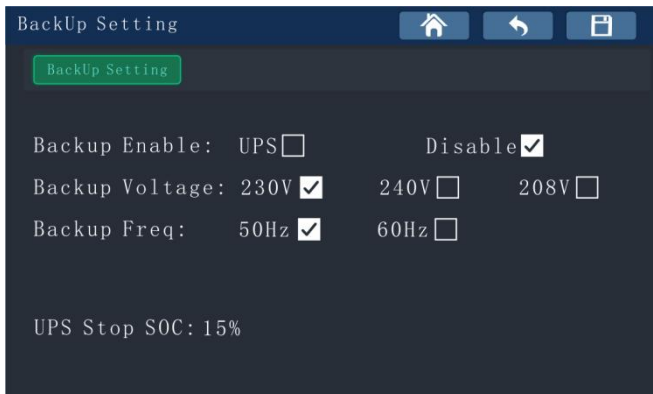 BackUp Setting
BackUp Setting
Backup Enable: UPS Disable
Backup Voltage: 230V 240V 208V
Backup Freq: 50Hz 60Hz
UPS Stop SOC: 15%